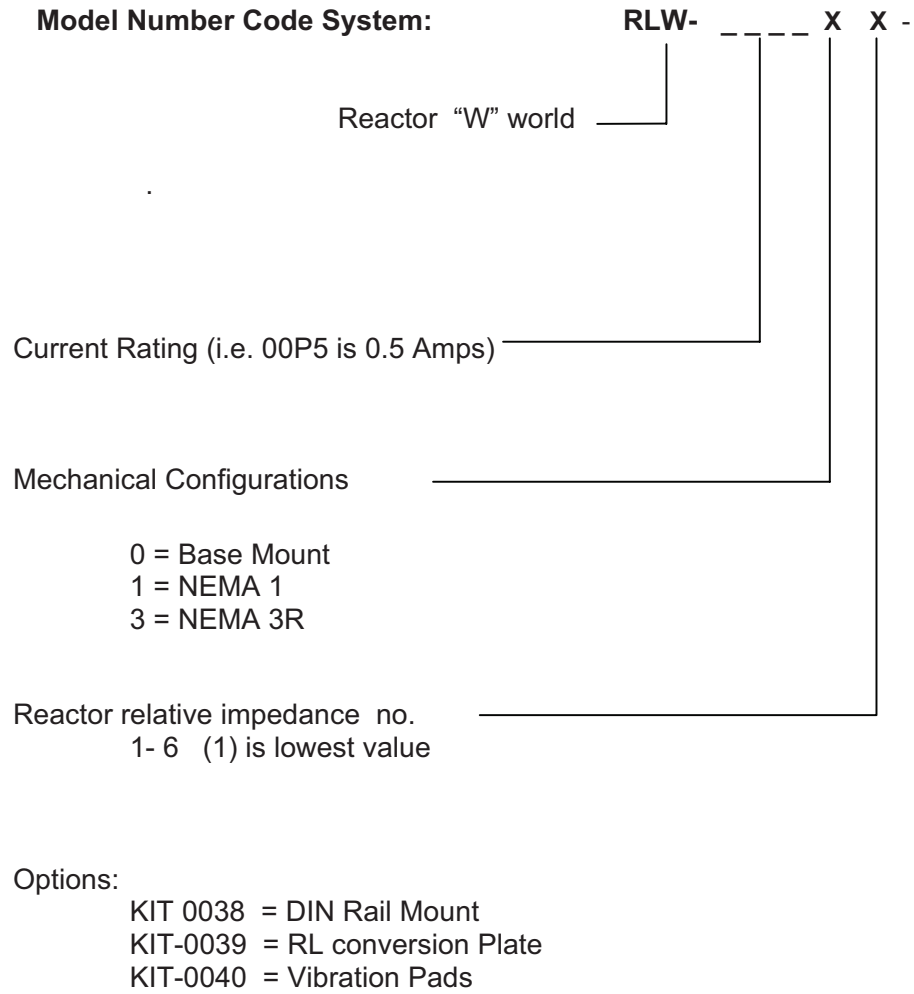 Model Number Code System: RLW- _ _ _ _ X X -
Reactor “W” world
.
Current Rating (i.e. 00P5 is 0.5 Amps)
Mechanical Configurations
0 = Base Mount
1 = NEMA 1
3 = NEMA 3R
Reactor relative impedance no.
1- 6 (1) is lowest value
Options:
KIT 0038 = DIN Rail Mount
KIT-0039 = RL conversion Plate
KIT-0040 = Vibration Pads